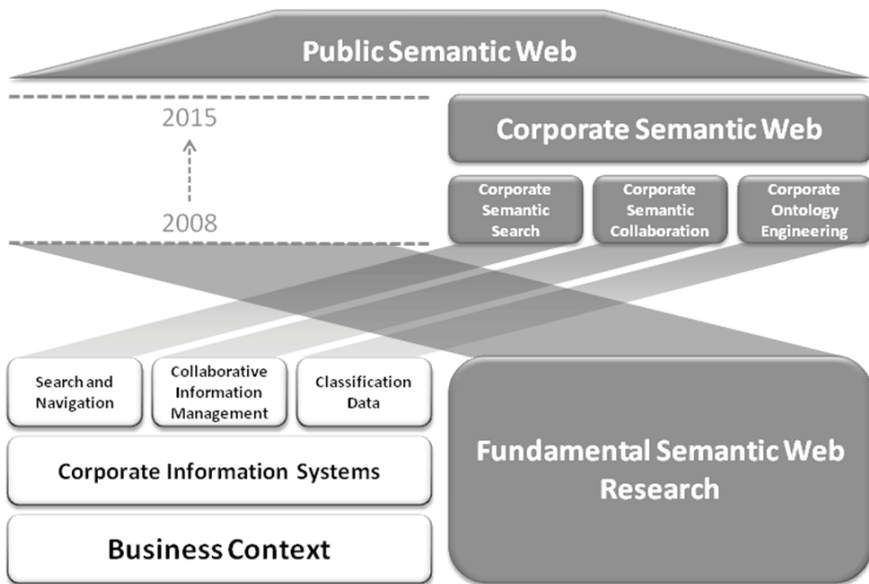 Public Semantic Web
2015
2008
Corporate Semantic Web
Corporate
Semantic
Search
Corporate
Semantic
Collaboration
Corporate
Ontology
Engineering
Search and
Navigation
Collaborative
Information
Management
Classification
Data
Corporate Information Systems
Business Context
Fundamental Semantic Web
Research